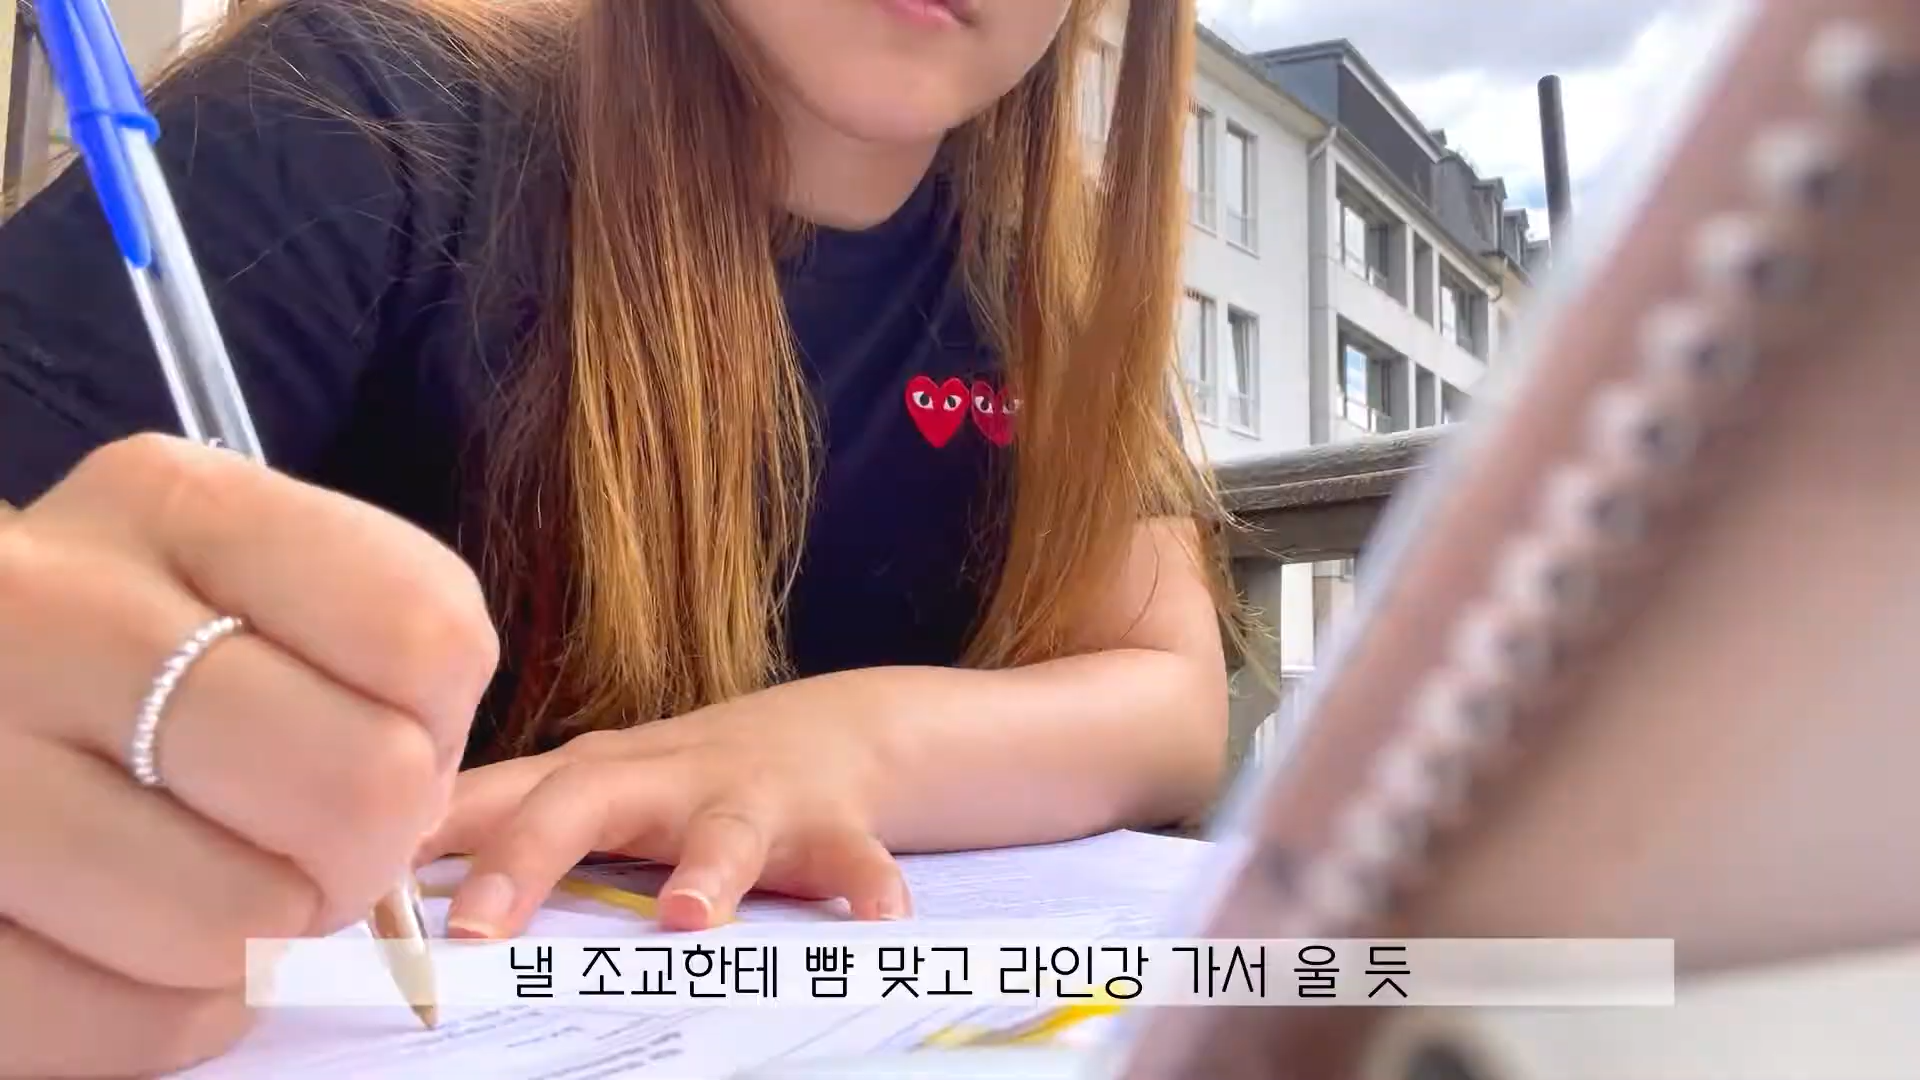 낼 조교한테 뺨 맞고 라인강 가서 울 듯